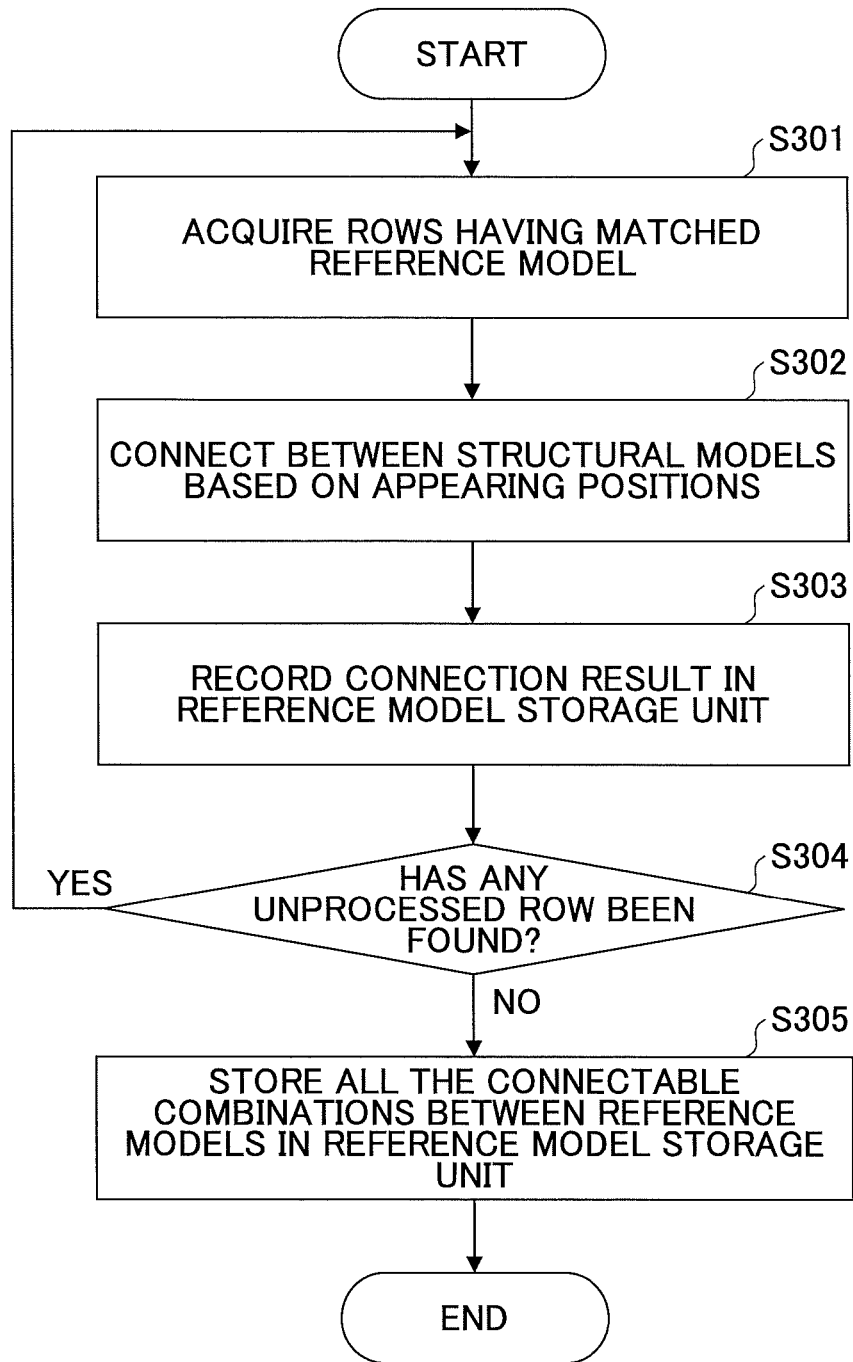 START
S301
ACQUIRE ROWS HAVING MATCHED
REFERENCE MODEL
S302
CONNECT BETWEEN STRUCTURAL MODELS
BASED ON APPEARING POSITIONS
S303
RECORD CONNECTION RESULT IN
REFERENCE MODEL STORAGE UNIT
S304
YES
HAS ANY
UNPROCESSED ROW BEEN
FOUND?
NO
S305
STORE ALL THE CONNECTABLE
COMBINATIONS BETWEEN REFERENCE
MODELS IN REFERENCE MODEL STORAGE
UNIT
END